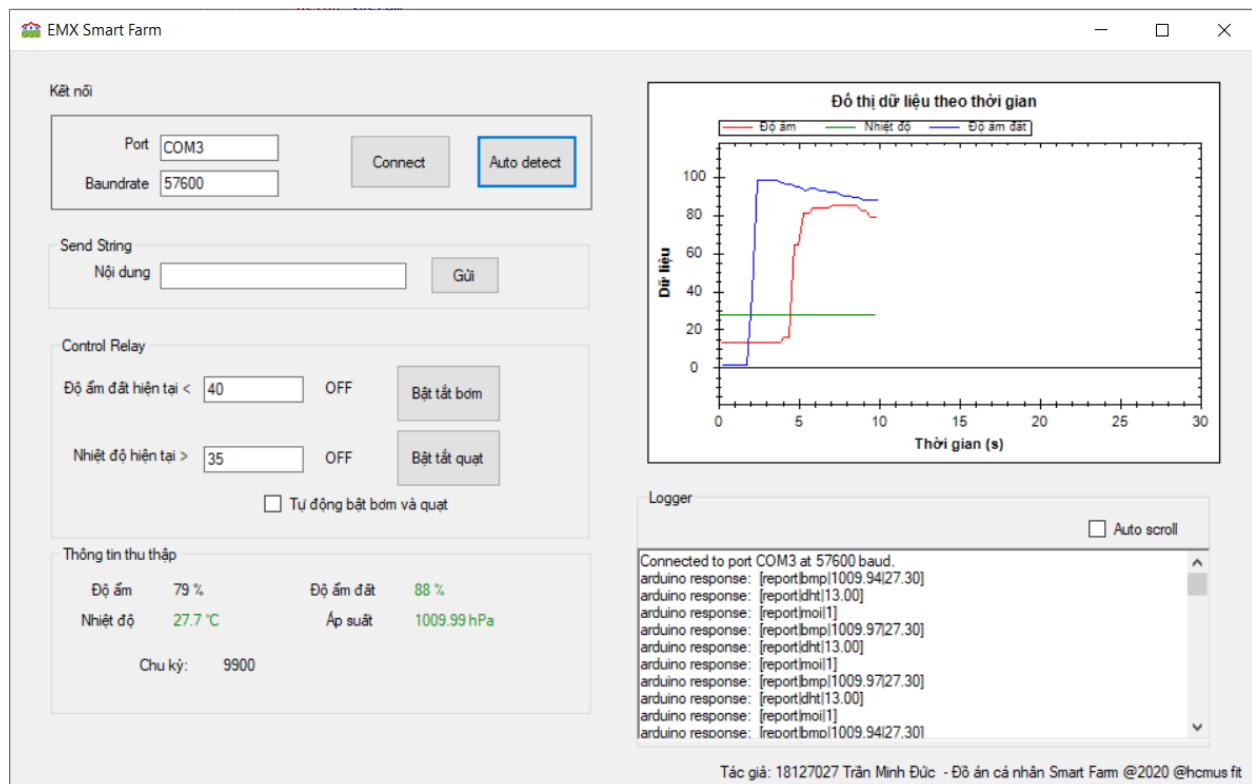 EMX Smart Farm
Kết nối
Port COM3
Baundrate 57600
Connect
Auto detect
Send String
Nội dung
Gửi
Control Relay
Độ ẩm đất hiện tại < 40 OFF
Bật tắt bơm
Nhiệt độ hiện tại > 35 OFF
Bật tắt quạt
Tự động bật bơm và quạt
Thông tin thu thập
Độ ẩm 79 % Độ ẩm đất 88 %
Nhiệt độ 27.7 °C Áp suất 1009.99 hPa
Chu kỳ: 9900
Đồ thị dữ liệu theo thời gian
Độ ẩm Nhiệt độ Độ ẩm đất
Dữ liệu
100
80
60
40
20
0
0 5 10 15 20 25 30
Thời gian (s)
Logger
Auto scroll
Connected to port COM3 at 57600 baud.
arduino response: [report|bmp|1009.94|27.30]
arduino response: [report|dht|13.00]
arduino response: [report|moi|1]
arduino response: [report|bmp|1009.97|27.30]
arduino response: [report|dht|13.00]
arduino response: [report|moi|1]
arduino response: [report|bmp|1009.97|27.30]
arduino response: [report|dht|13.00]
arduino response: [report|moi|1]
arduino response: [report|bmp|1009.94|27.30]
Tác giả: 18127027 Trần Minh Đức - Đồ án cá nhân Smart Farm @2020 @hcmus fit